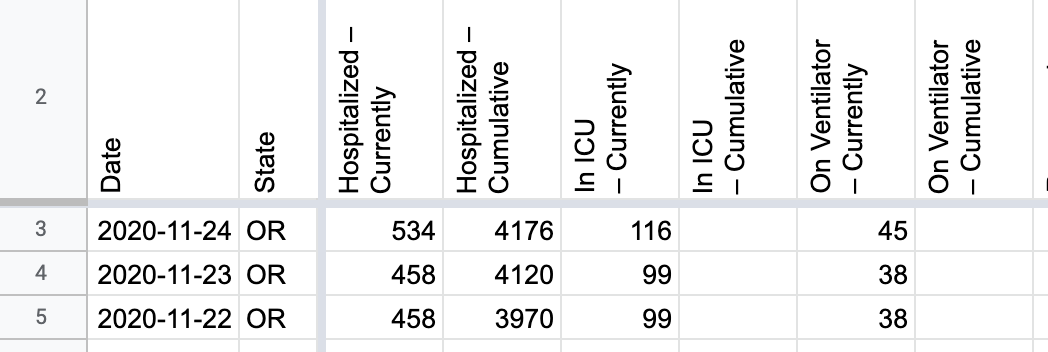 2
Date
State
Hospitalized –
Currently
Hospitalized –
Cumulative
In ICU
– Currently
In ICU
– Cumulative
On Ventilator
– Currently
On Ventilator
– Cumulative
3 2020-11-24 OR 534 4176 116 45
4 2020-11-23 OR 458 4120 99 38
5 2020-11-22 OR 458 3970 99 38